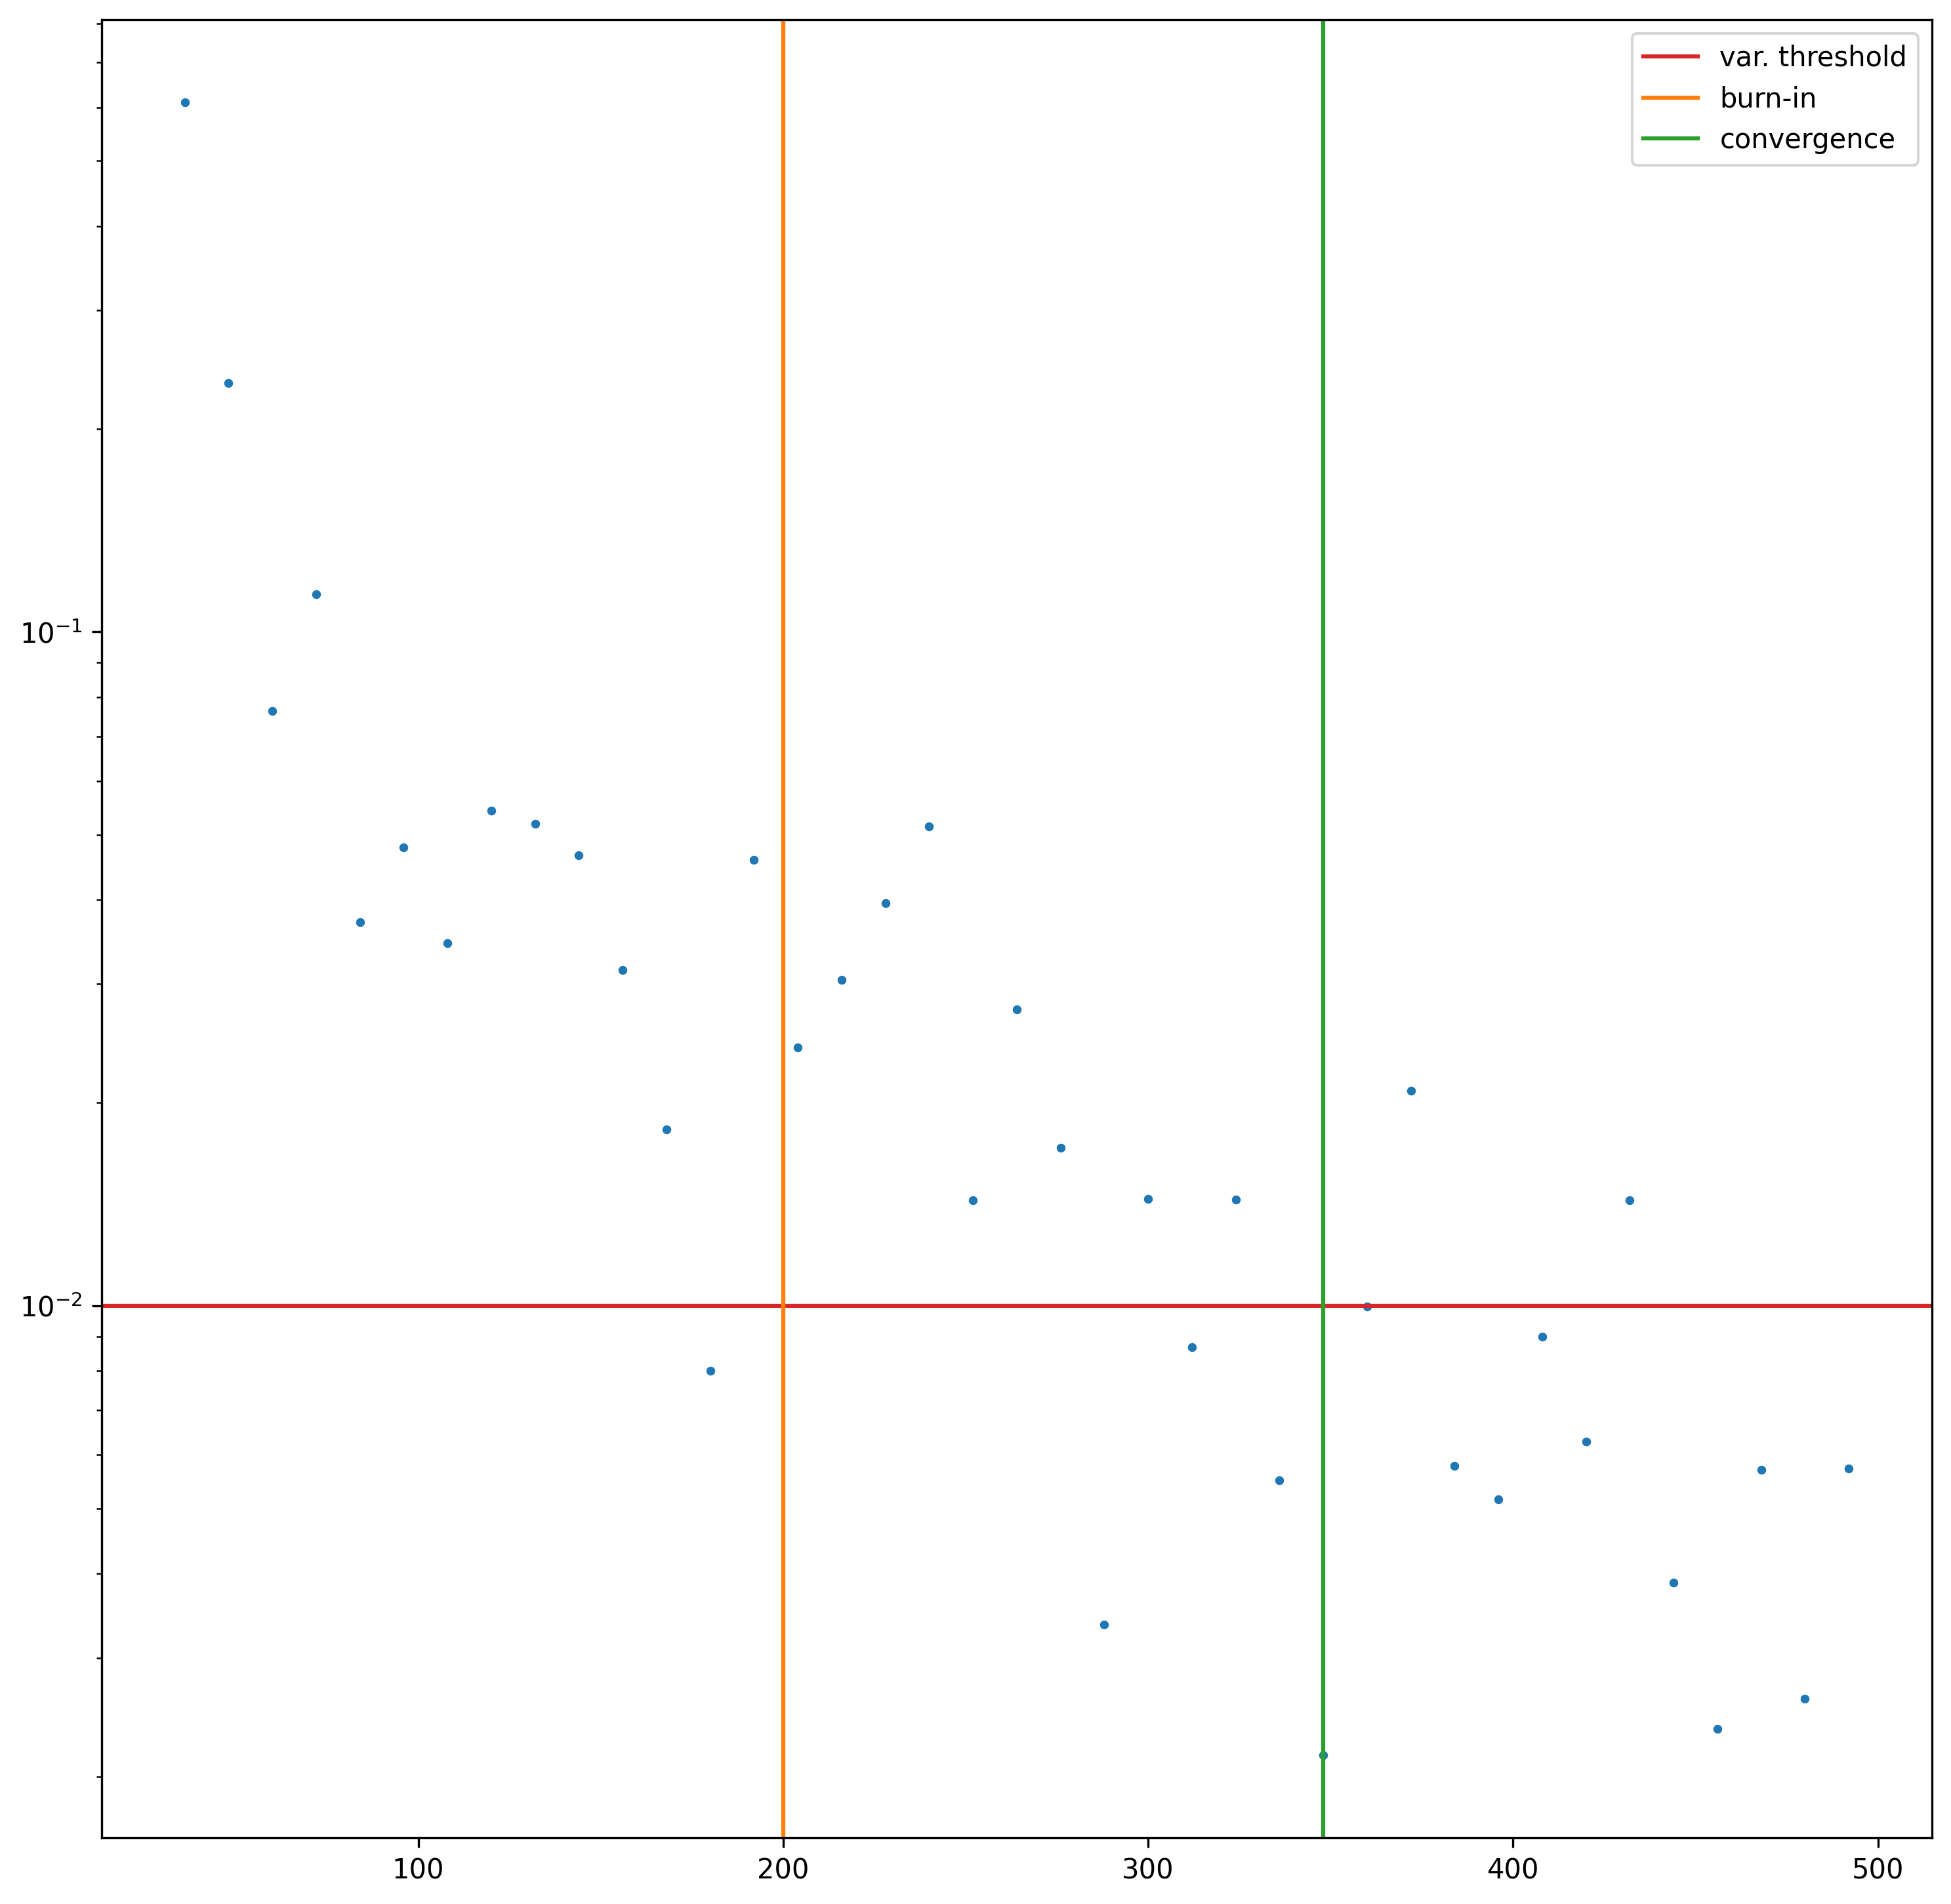 var. threshold
burn-in
convergence
10⁻¹
10⁻²
100 200 300 400 500